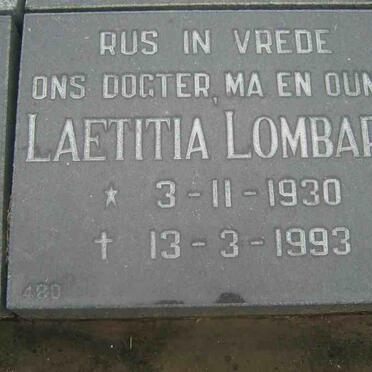 RUS IN VREDE
ONS DOGTER, MA EN OUM
LAETITIA LOMBAR
* 3-11-1930
† 13-3-1993
480